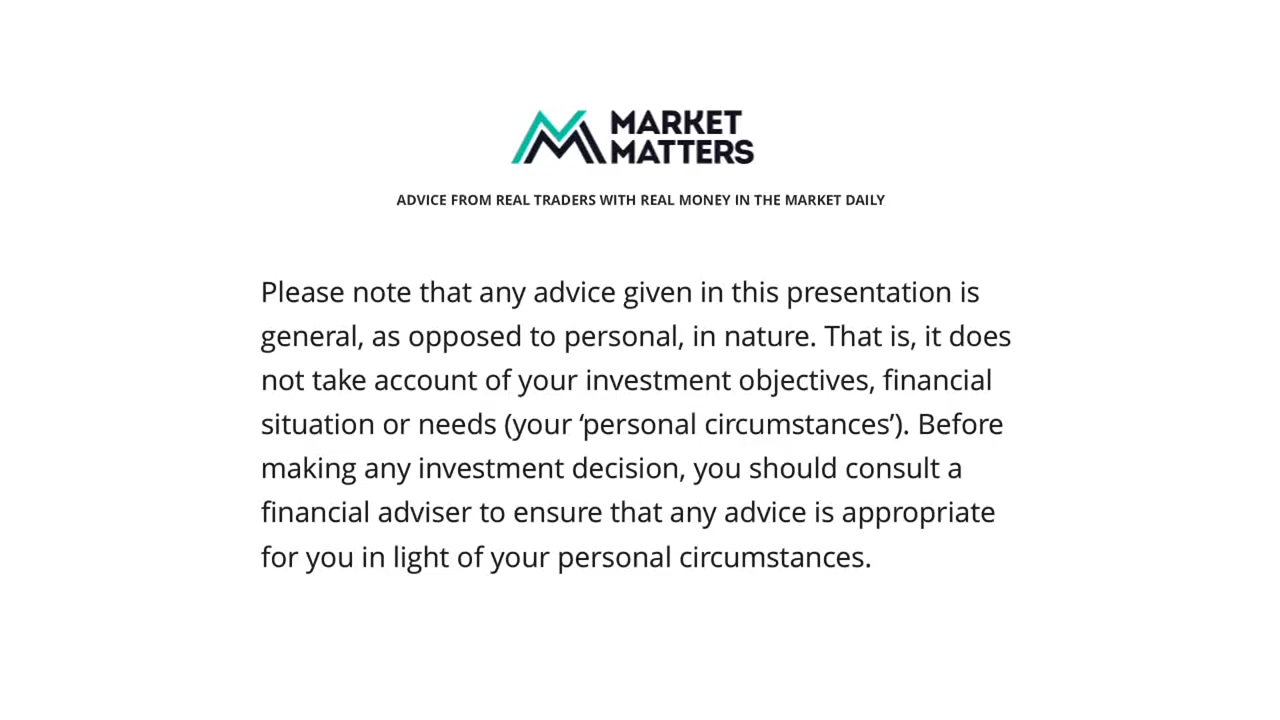 MARKET
MATTERS
ADVICE FROM REAL TRADERS WITH REAL MONEY IN THE MARKET DAILY
Please note that any advice given in this presentation is
general, as opposed to personal, in nature. That is, it does
not take account of your investment objectives, financial
situation or needs (your ‘personal circumstances’). Before
making any investment decision, you should consult a
financial adviser to ensure that any advice is appropriate
for you in light of your personal circumstances.